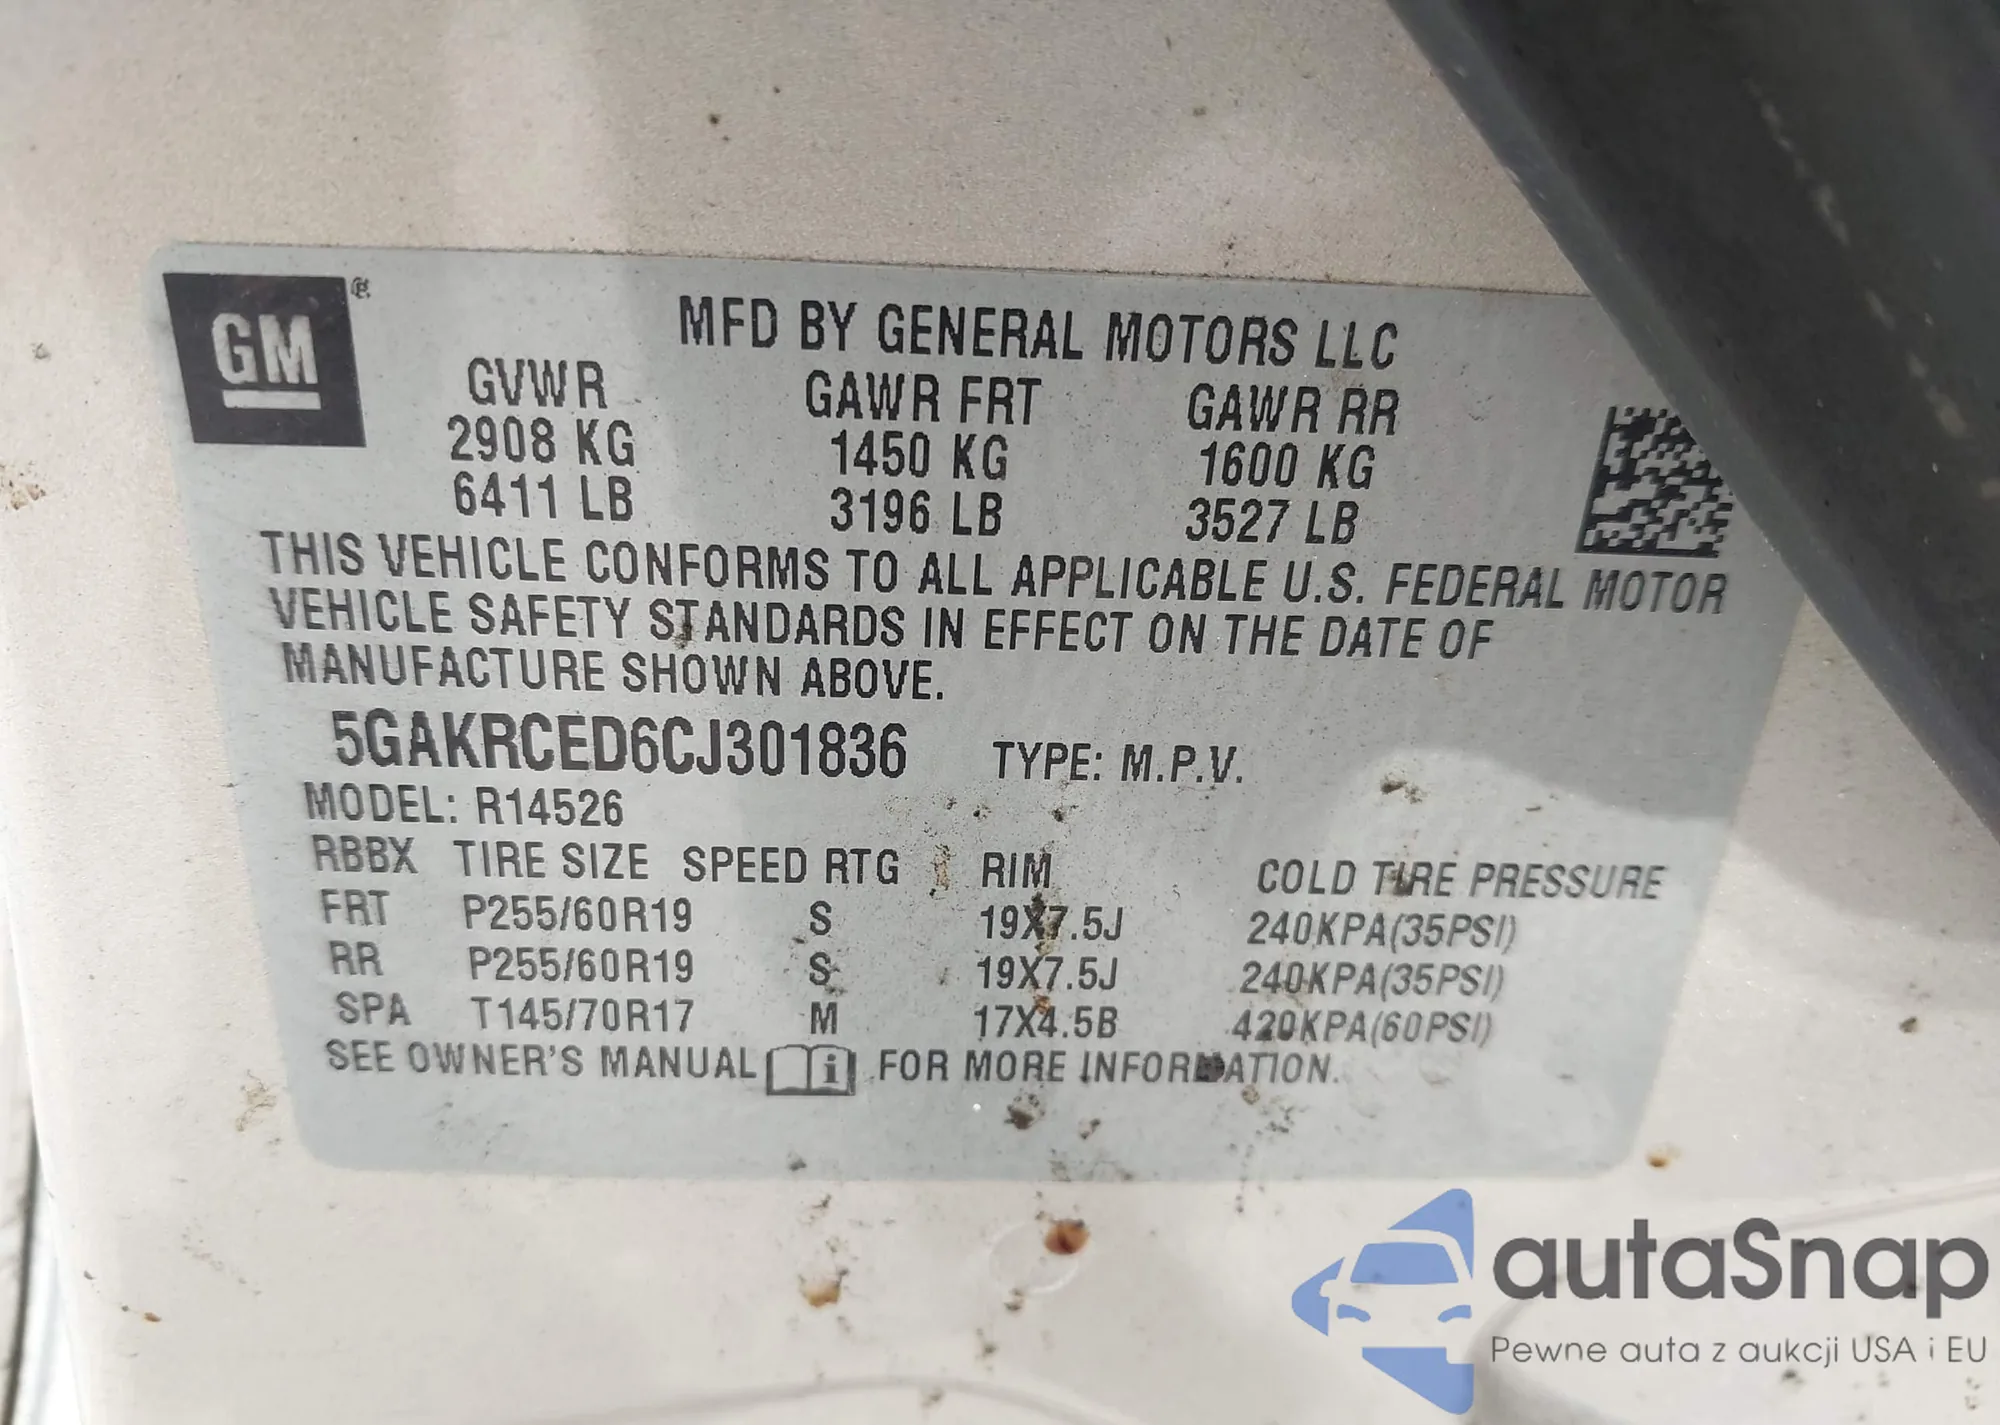 GM ®
MFD BY GENERAL MOTORS LLC
GVWR GAWR FRT GAWR RR
2908 KG 1450 KG 1600 KG
6411 LB 3196 LB 3527 LB
THIS VEHICLE CONFORMS TO ALL APPLICABLE U.S. FEDERAL MOTOR
VEHICLE SAFETY STANDARDS IN EFFECT ON THE DATE OF
MANUFACTURE SHOWN ABOVE.
5GAKRCED6CJ301836 TYPE: M.P.V.
MODEL: R14526
RBBX TIRE SIZE SPEED RTG RIM COLD TIRE PRESSURE
FRT P255/60R19 S 19X7.5J 240KPA(35PSI)
RR P255/60R19 S 19X7.5J 240KPA(35PSI)
SPA T145/70R17 M 17X4.5B 420KPA(60PSI)
SEE OWNER'S MANUAL i FOR MORE INFORMATION.
autaSnap
Pewne auta z aukcji USA i EU